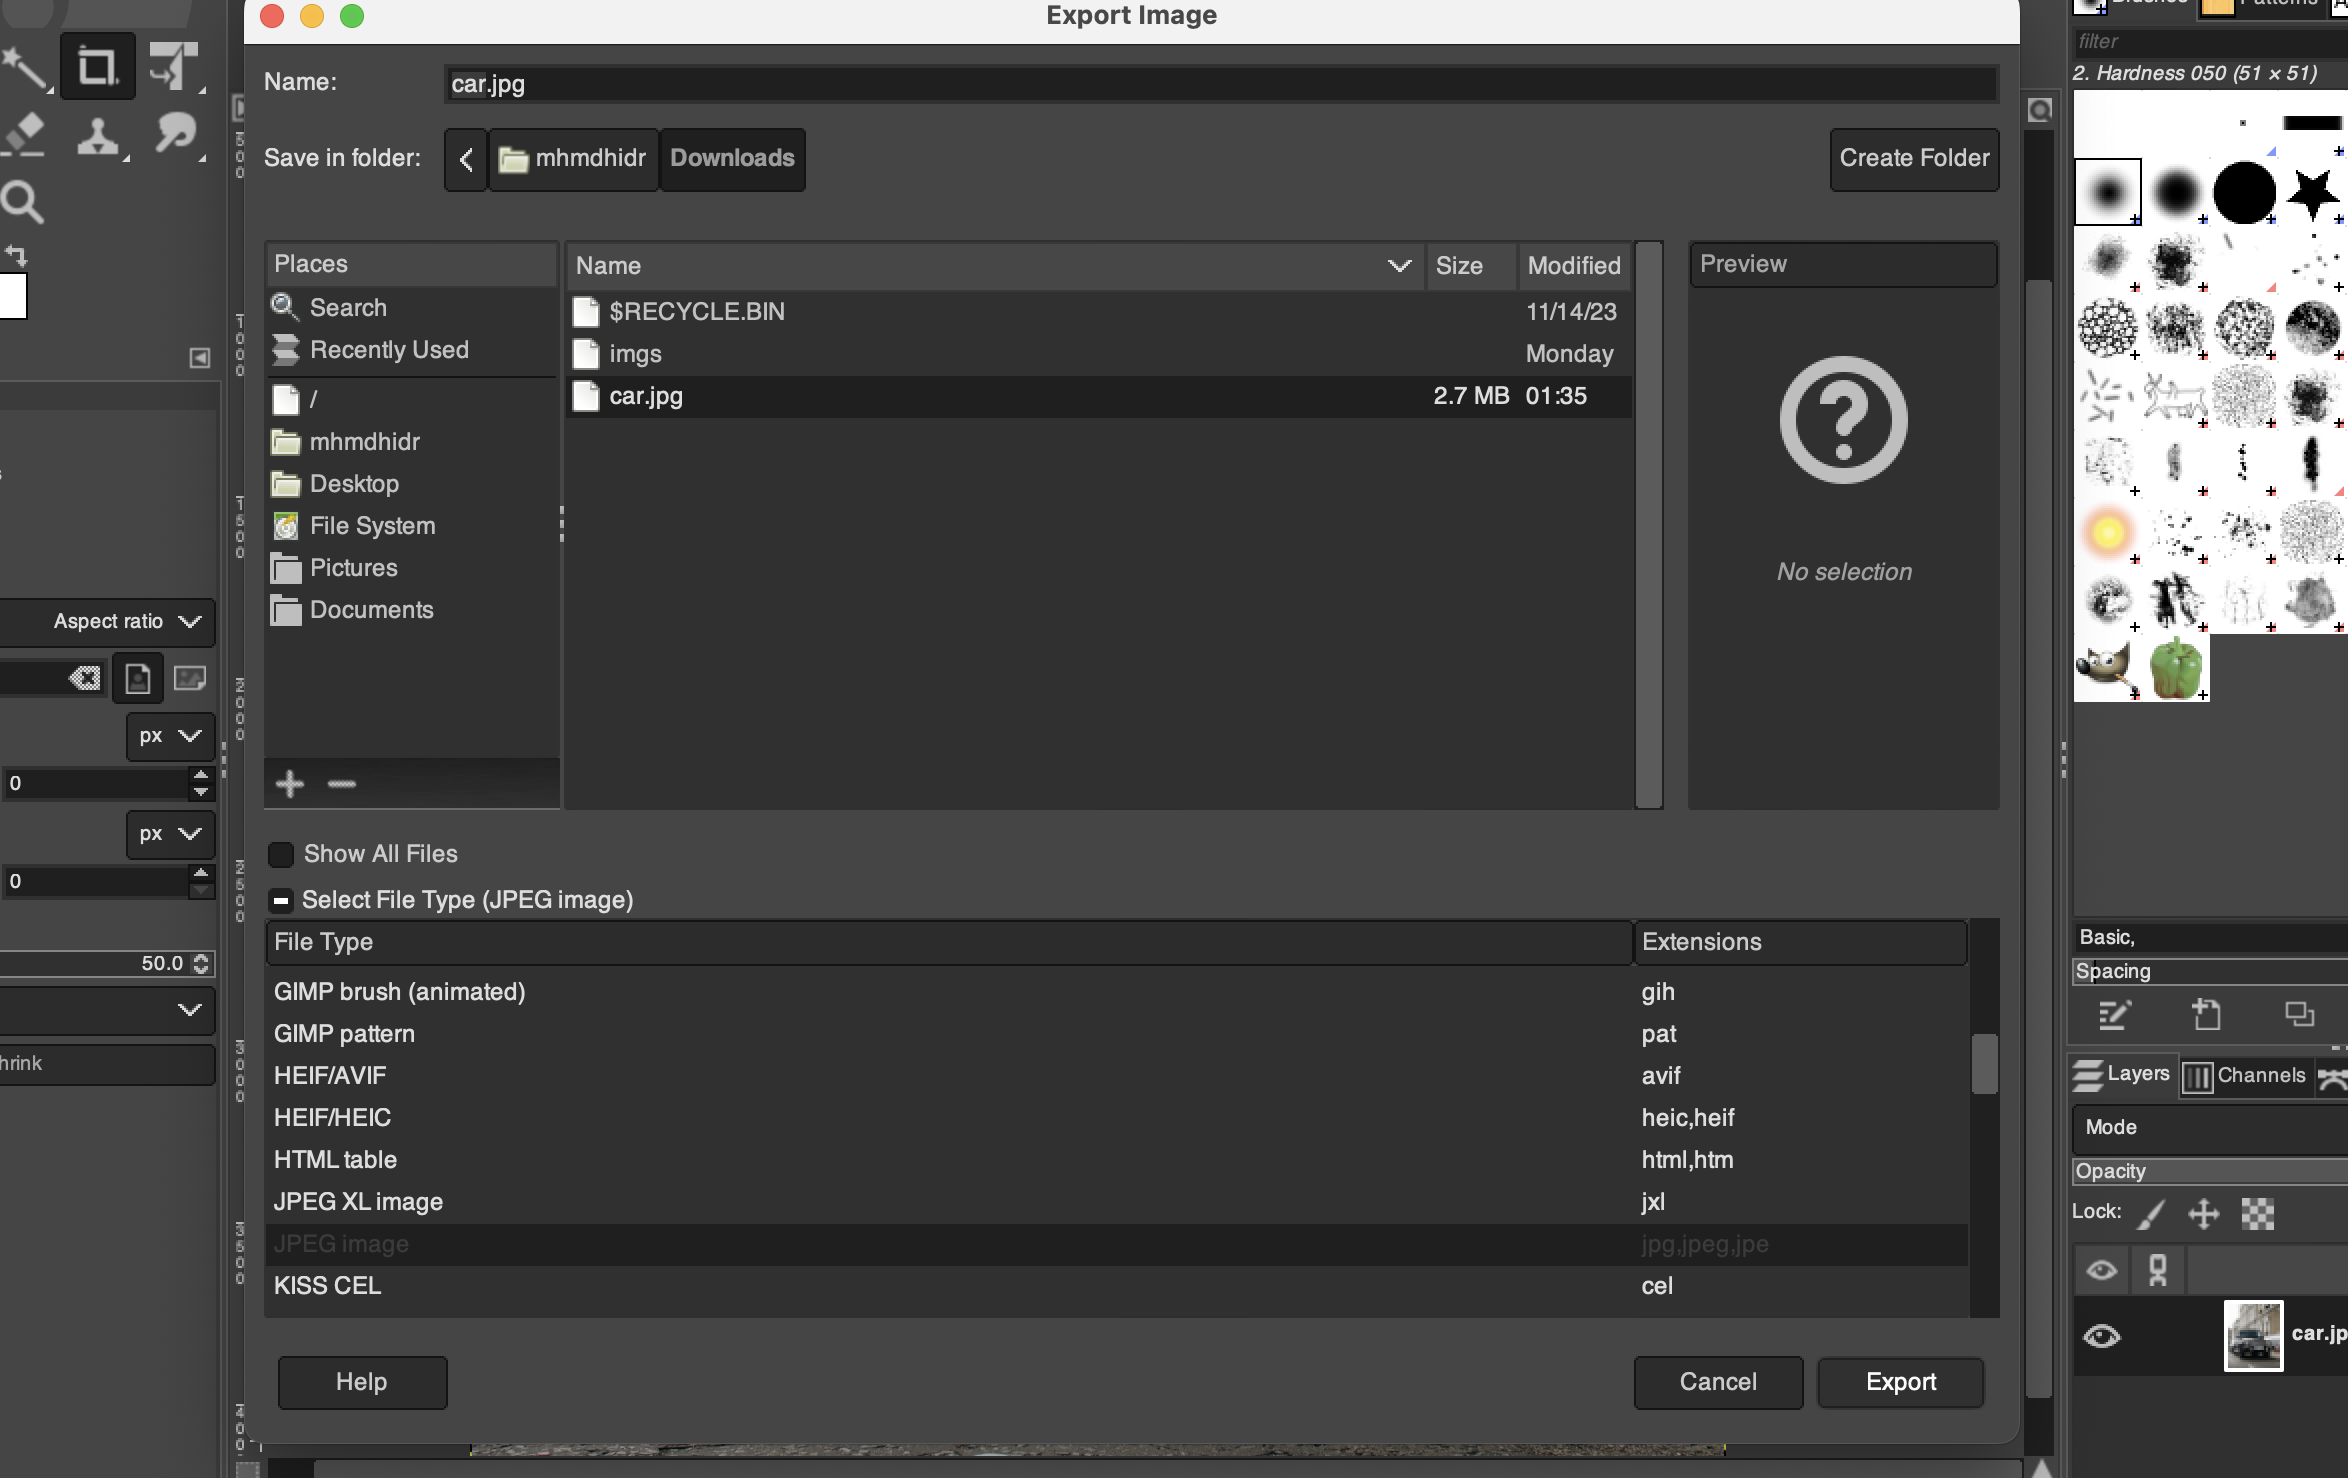 Export Image
Name:
car.jpg
Save in folder:
mhmdhidr
Downloads
Create Folder
Places
Search
Recently Used
/
mhmdhidr
Desktop
File System
Pictures
Documents
Name
Size
Modified
$RECYCLE.BIN
11/14/23
imgs
Monday
car.jpg
2.7 MB
01:35
Preview
No selection
Show All Files
Select File Type (JPEG image)
File Type
Extensions
GIMP brush (animated)
gih
GIMP pattern
pat
HEIF/AVIF
avif
HEIF/HEIC
heic,heif
HTML table
html,htm
JPEG XL image
jxl
JPEG image
jpg,jpeg,jpe
KISS CEL
cel
Help
Cancel
Export
Aspect ratio
px
0
px
0
50.0
hrink
filter
2. Hardness 050 (51 × 51)
Basic,
Spacing
Layers
Channels
Mode
Opacity
Lock:
car.jp